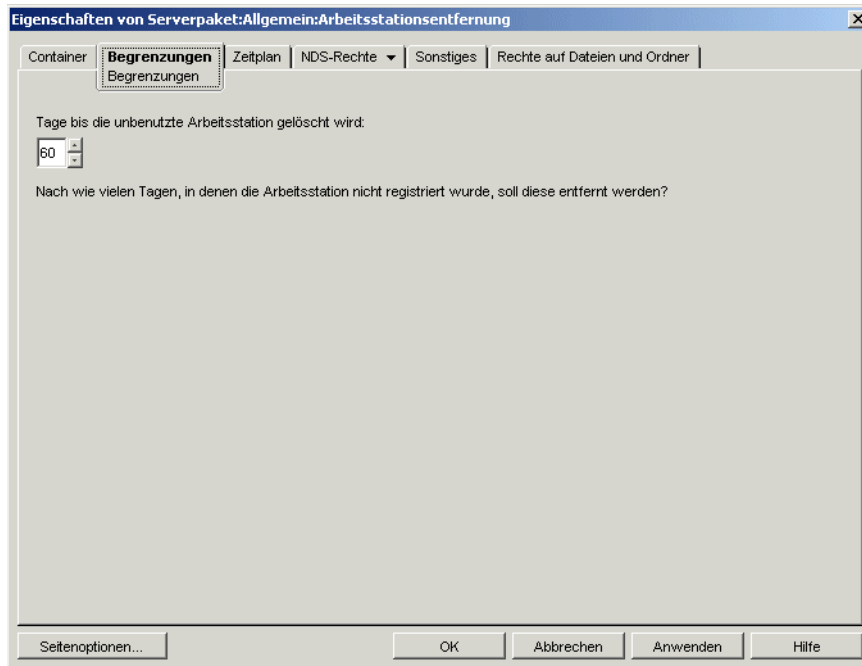 Eigenschaften von Serverpaket:Allgemein:Arbeitsstationsentfernung
Container Begrenzungen Zeitplan NDS-Rechte Sonstiges Rechte auf Dateien und Ordner
Begrenzungen
Tage bis die unbenutzte Arbeitsstation gelöscht wird:
60
Nach wie vielen Tagen, in denen die Arbeitsstation nicht registriert wurde, soll diese entfernt werden?
Seitenoptionen... OK Abbrechen Anwenden Hilfe